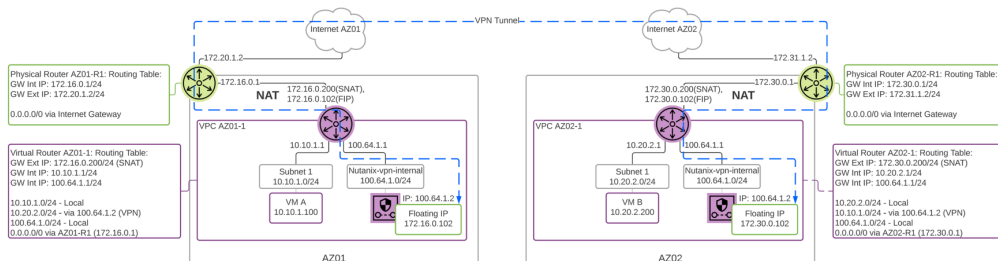 VPN Tunnel
Internet AZ01
Internet AZ02
172.20.1.2
172.31.1.2
Physical Router AZ01-R1: Routing Table:
GW Int IP: 172.16.0.1/24
GW Ext IP: 172.20.1.2/24
0.0.0.0/0 via Internet Gateway
172.16.0.1
NAT
172.16.0.200(SNAT),
172.16.0.102(FIP)
172.30.0.1
NAT
172.30.0.200(SNAT),
172.30.0.102(FIP)
Physical Router AZ02-R1: Routing Table:
GW Int IP: 172.30.0.1/24
GW Ext IP: 172.31.1.2/24
0.0.0.0/0 via Internet Gateway
VPC AZ01-1
10.10.1.1
100.64.1.1
Subnet 1
10.10.1.0/24
Nutanix-vpn-internal
100.64.1.0/24
VM A
10.10.1.100
IP: 100.64.1.2
Floating IP
172.16.0.102
AZ01
VPC AZ02-1
10.20.2.1
100.64.1.1
Subnet 1
10.20.2.0/24
Nutanix-vpn-internal
100.64.1.0/24
VM B
10.20.2.200
IP: 100.64.1.2
Floating IP
172.30.0.102
AZ02
Virtual Router AZ01-1: Routing Table:
GW Ext IP: 172.16.0.200/24 (SNAT)
GW Int IP: 10.10.1.1/24
GW Int IP: 100.64.1.1/24
10.10.1.0/24 - Local
10.20.2.0/24 - via 100.64.1.2 (VPN)
100.64.1.0/24 - Local
0.0.0.0/0 via AZ01-R1 (172.16.0.1)
Virtual Router AZ02-1: Routing Table:
GW Ext IP: 172.30.0.200/24 (SNAT)
GW Int IP: 10.20.2.1/24
GW Int IP: 100.64.1.1/24
10.20.2.0/24 - Local
10.10.1.0/24 - via 100.64.1.2 (VPN)
100.64.1.0/24 - Local
0.0.0.0/0 via AZ02-R1 (172.30.0.1)